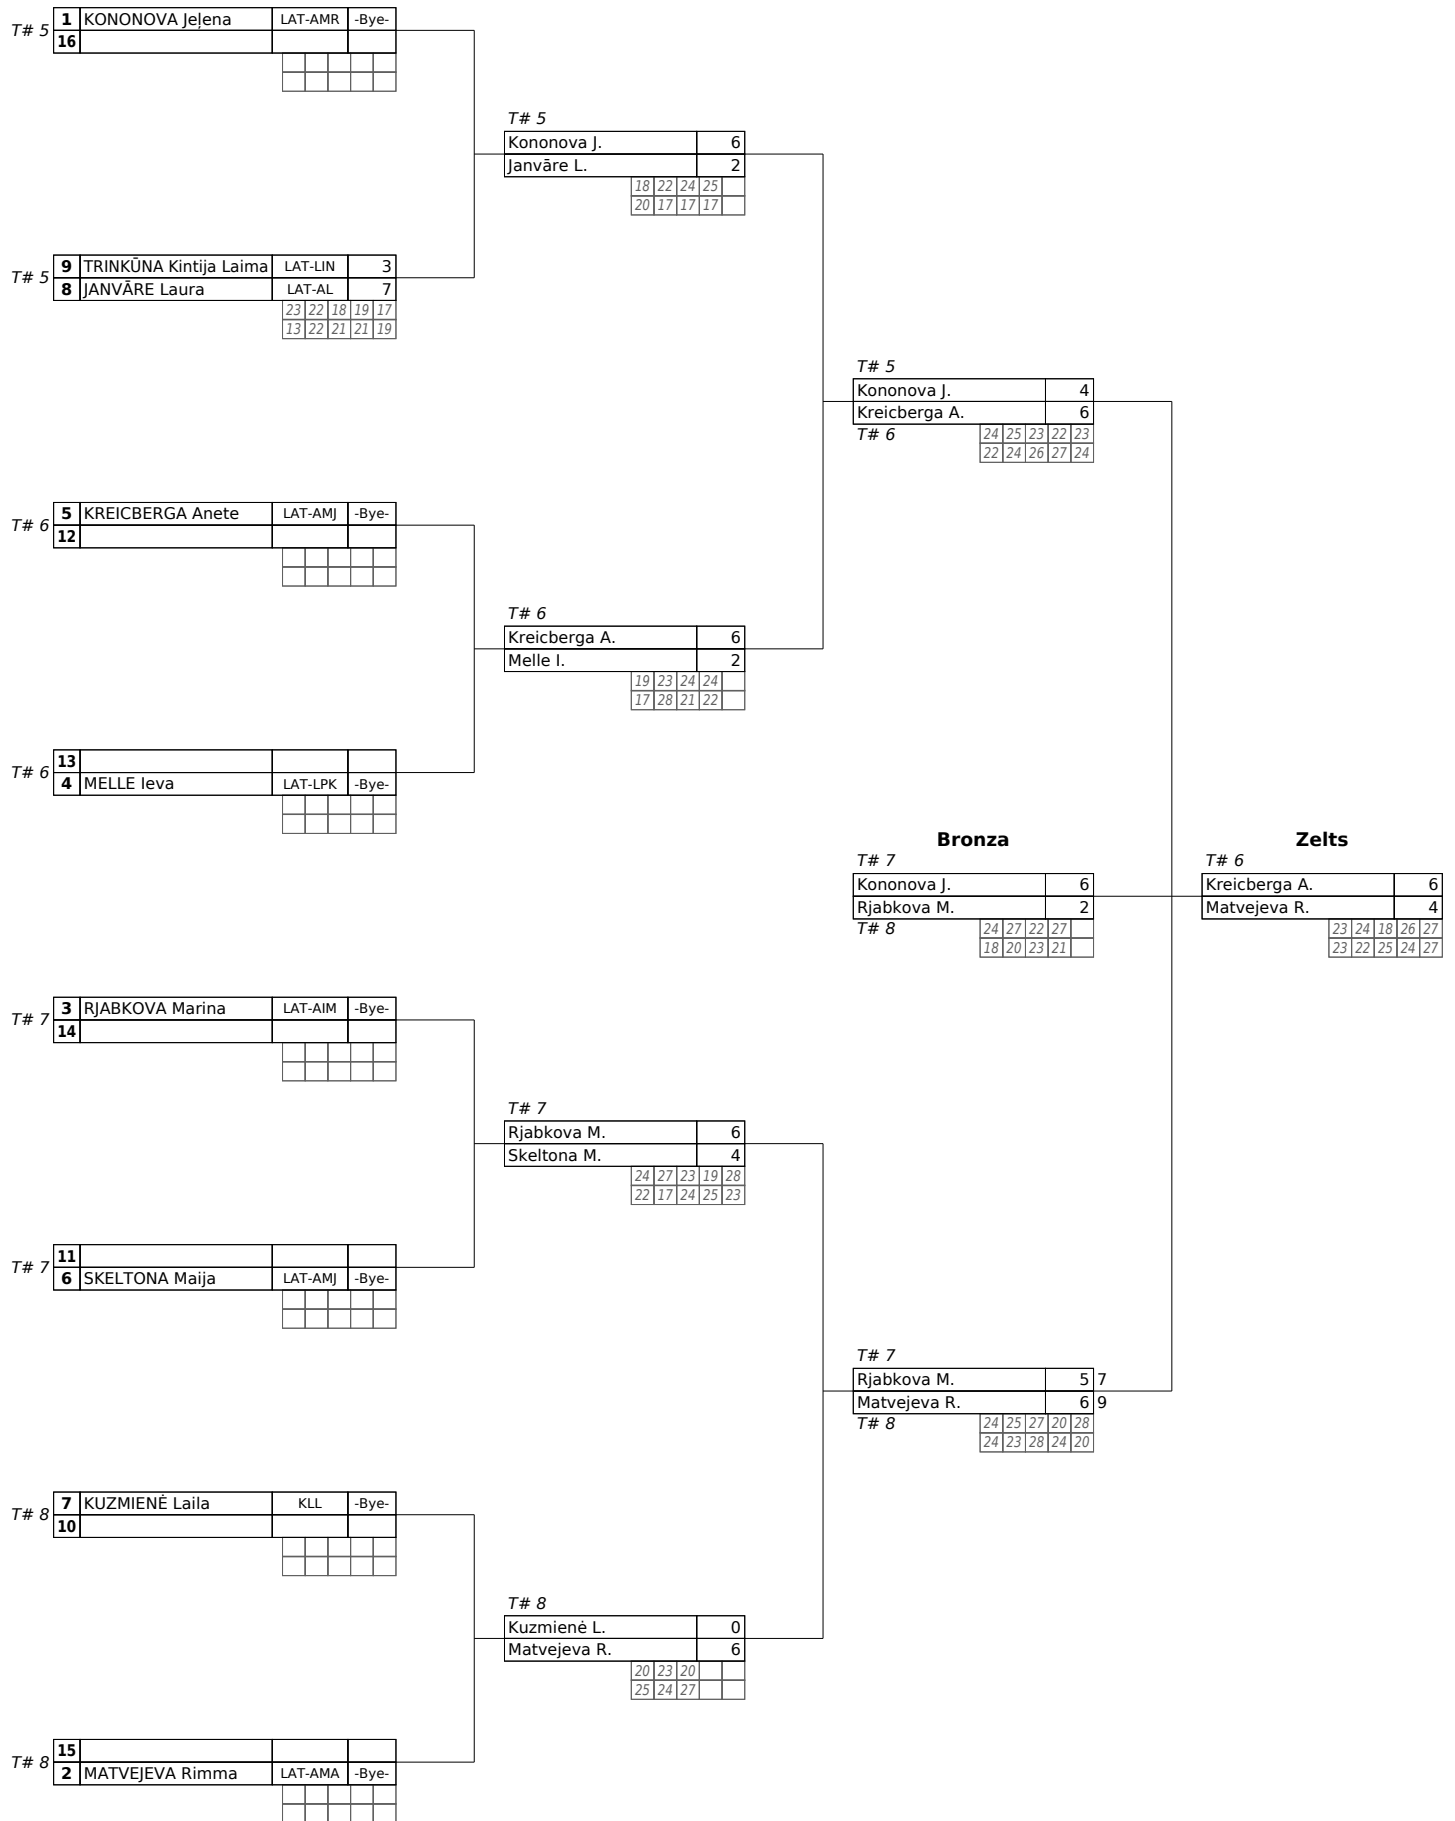 T# 5
1 KONONOVA Jeļena LAT-AMR -Bye-
16
T# 5
Kononova J. 6
Janvāre L. 2
18 22 24 25
20 17 17 17
T# 5
9 TRINKŪNA Kintija Laima LAT-LIN 3
8 JANVĀRE Laura LAT-AL 7
23 22 18 19 17
13 22 21 21 19
T# 5
Kononova J. 4
Kreicberga A. 6
T# 6
24 25 23 22 23
22 24 26 27 24
T# 6
5 KREICBERGA Anete LAT-AMJ -Bye-
12
T# 6
Kreicberga A. 6
Melle I. 2
19 23 24 24
17 28 21 22
T# 6
13
4 MELLE Ieva LAT-LPK -Bye-
Bronza
T# 7
Kononova J. 6
Rjabkova M. 2
T# 8
24 27 22 27
18 20 23 21
Zelts
T# 6
Kreicberga A. 6
Matvejeva R. 4
23 24 18 26 27
23 22 25 24 27
T# 7
3 RJABKOVA Marina LAT-AIM -Bye-
14
T# 7
Rjabkova M. 6
Skeltona M. 4
24 27 23 19 28
22 17 24 25 23
T# 7
11
6 SKELTONA Maija LAT-AMJ -Bye-
T# 7
Rjabkova M. 5 7
Matvejeva R. 6 9
T# 8
24 25 27 20 28
24 23 28 24 20
T# 8
7 KUZMIENĖ Laila KLL -Bye-
10
T# 8
Kuzmienė L. 0
Matvejeva R. 6
20 23 20
25 24 27
T# 8
15
2 MATVEJEVA Rimma LAT-AMA -Bye-